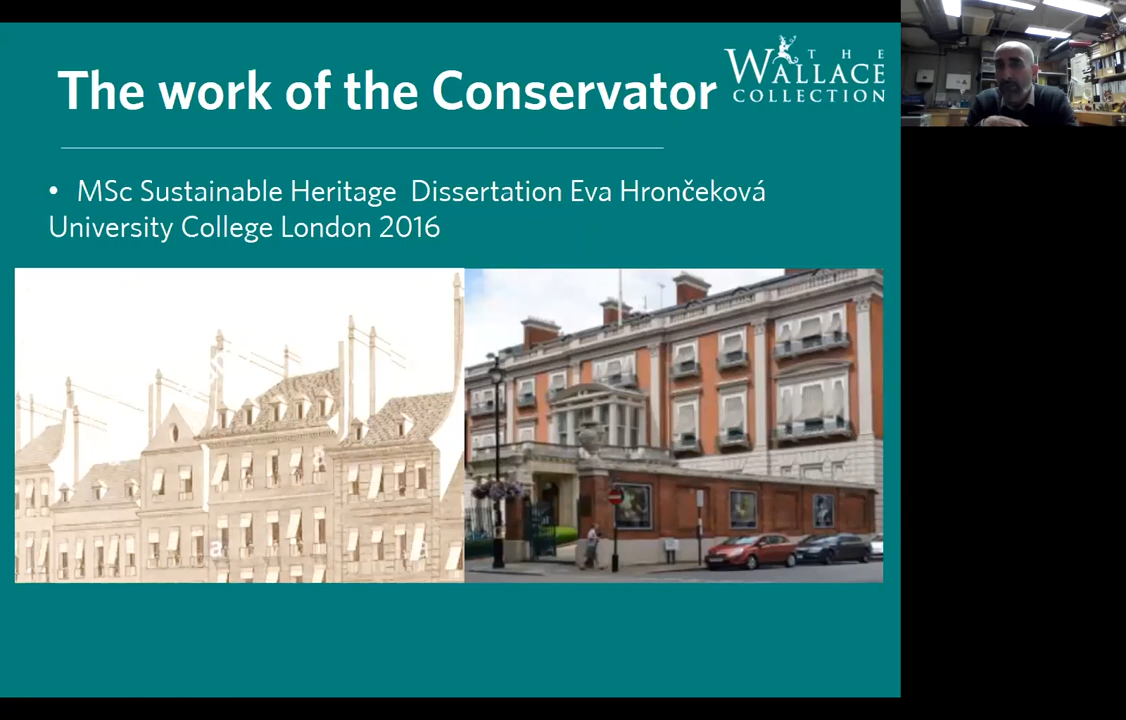 The work of the Conservator
THE
WALLACE
COLLECTION
• MSc Sustainable Heritage  Dissertation Eva Hrončeková
University College London 2016